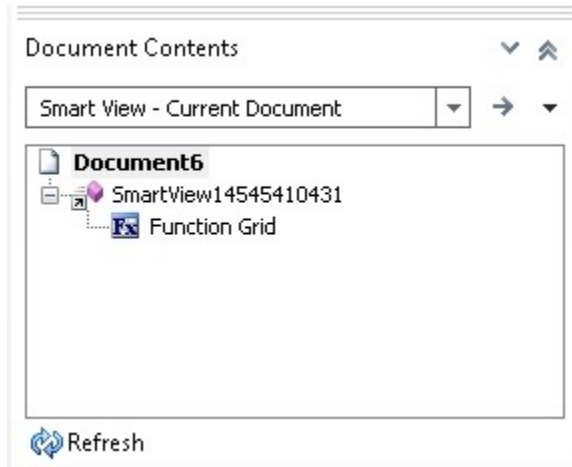 Document Contents
Smart View - Current Document
Document6
SmartView14545410431
Fx Function Grid
Refresh